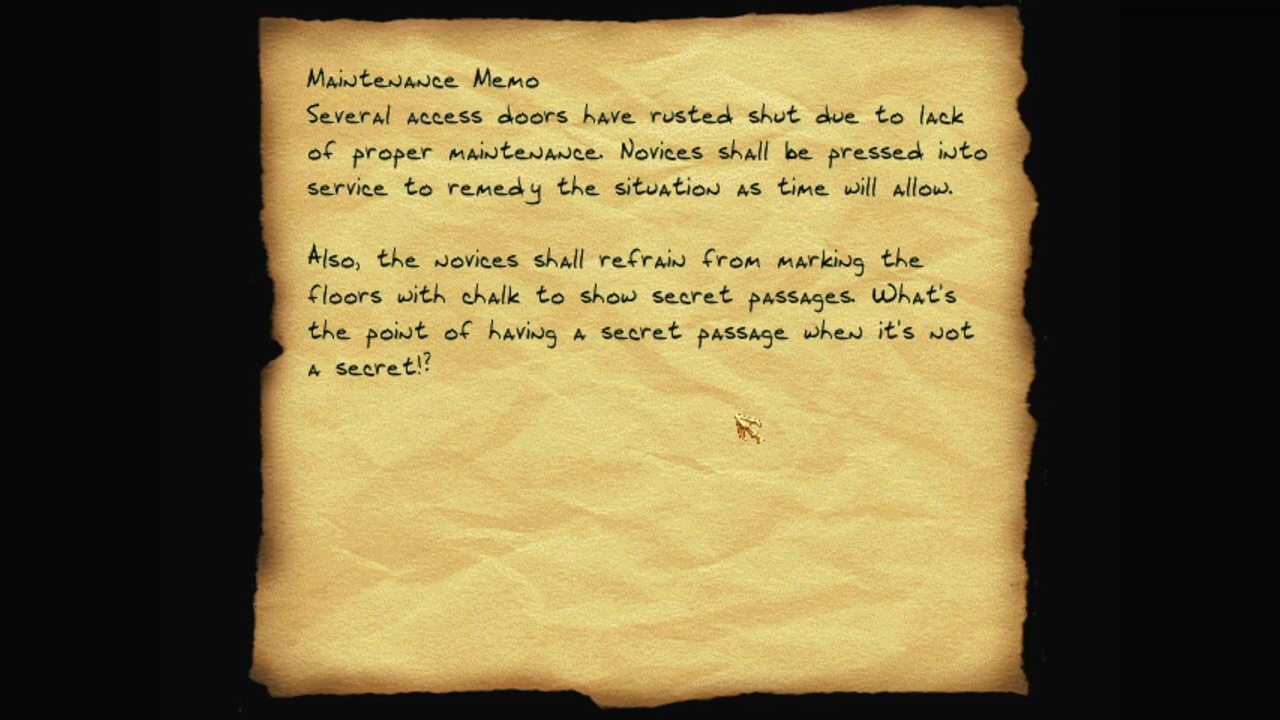 Maintenance Memo
Several access doors have rusted shut due to lack
of proper maintenance. Novices shall be pressed into
service to remedy the situation as time will allow.
Also, the novices shall refrain from marking the
floors with chalk to show secret passages. What's
the point of having a secret passage when it's not
a secret!?